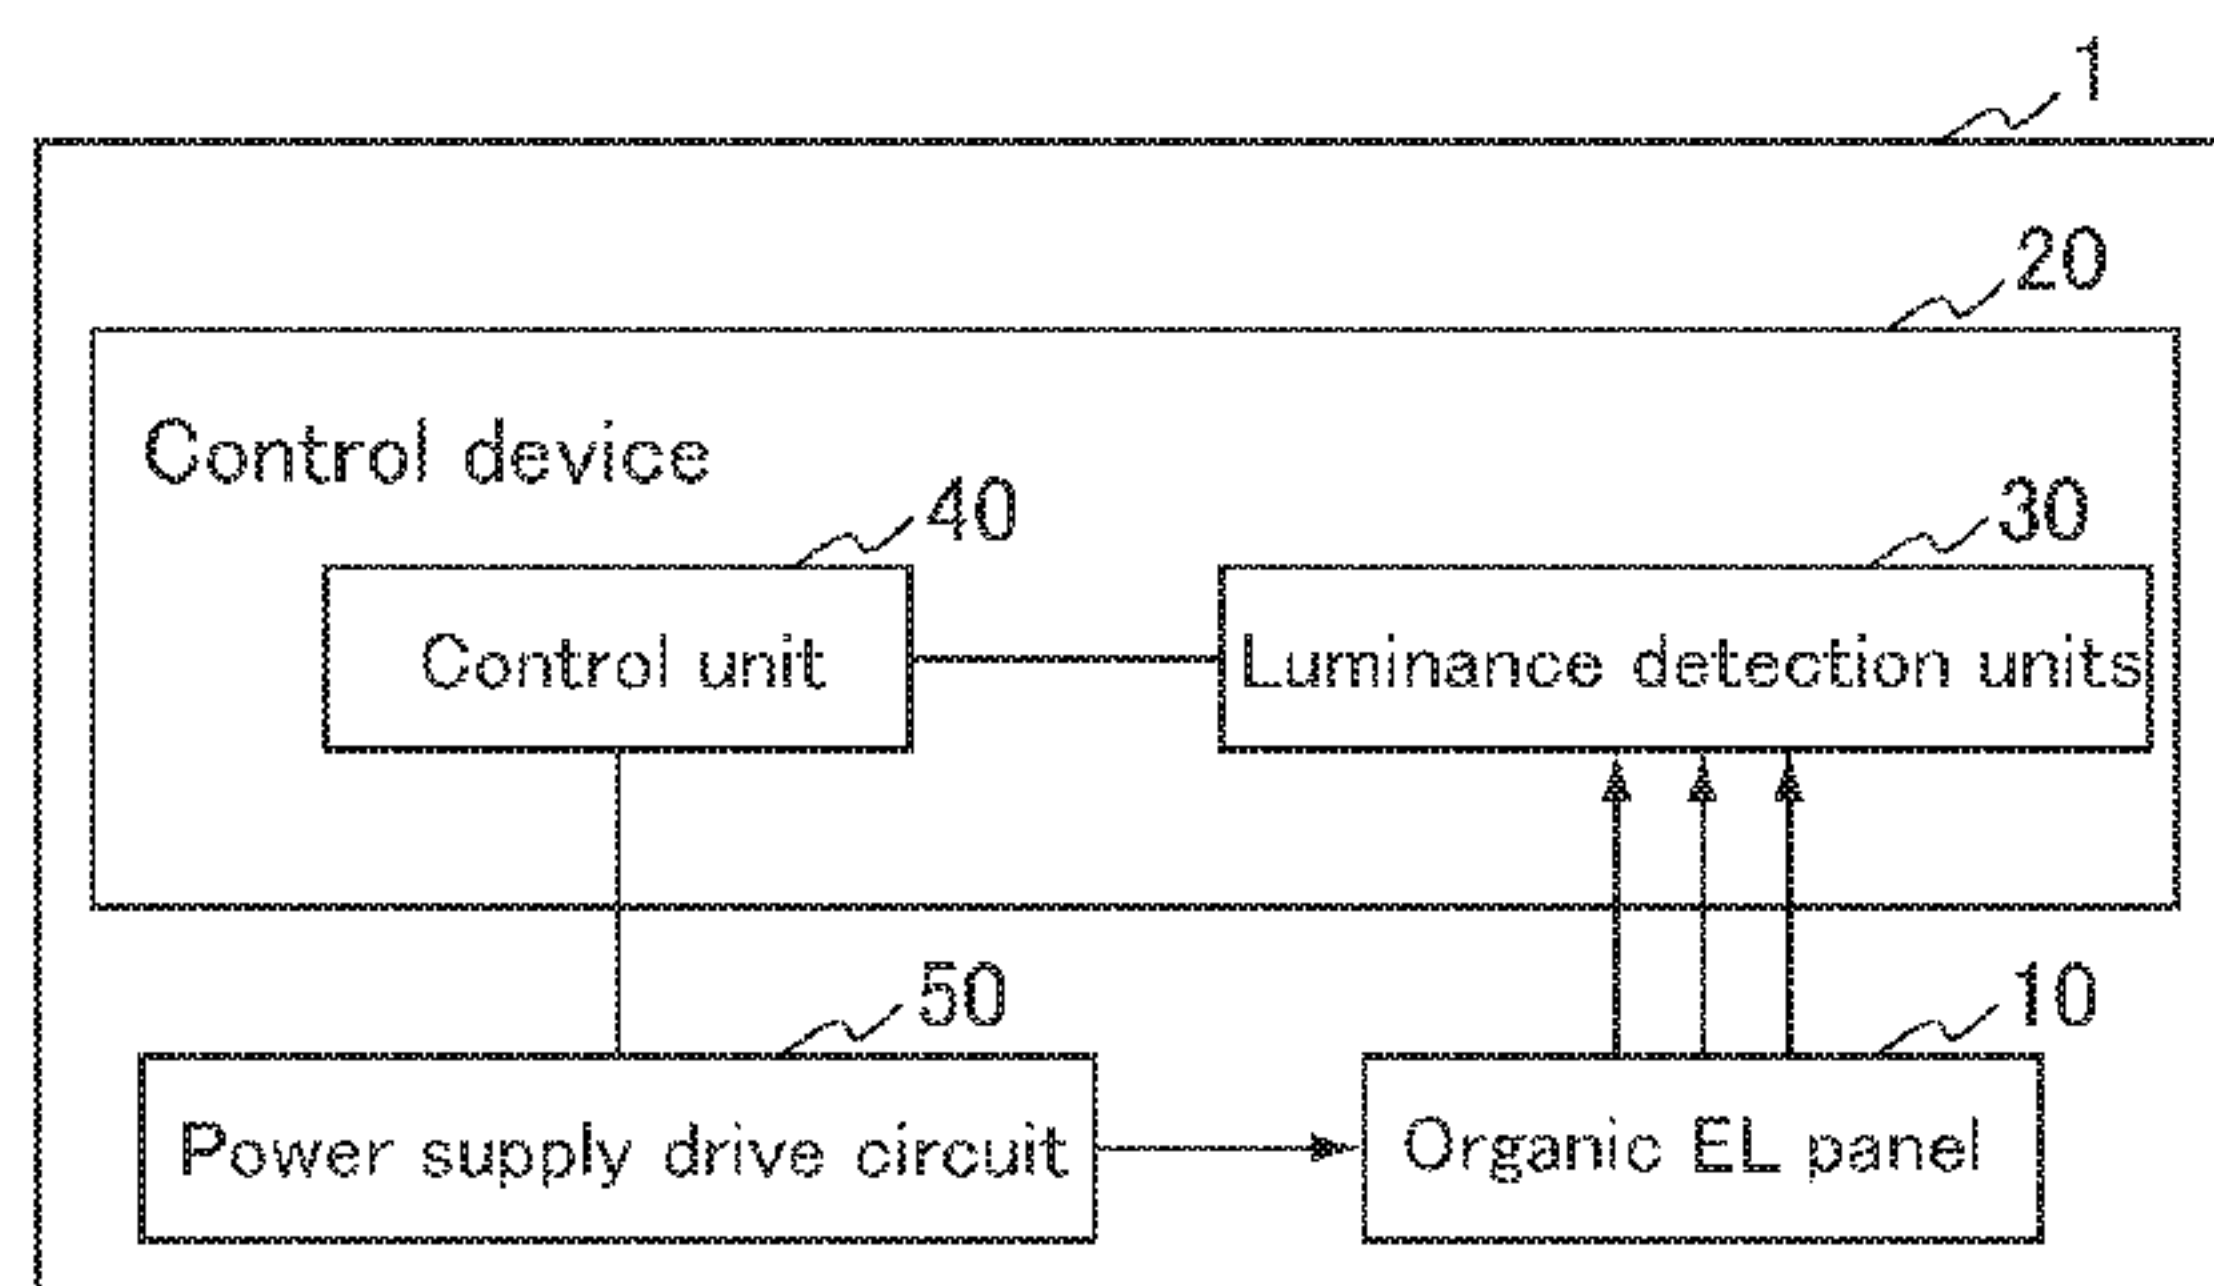 1
20
Control device
40
30
Control unit
Luminance detection units
50
10
Power supply drive circuit
Organic EL panel